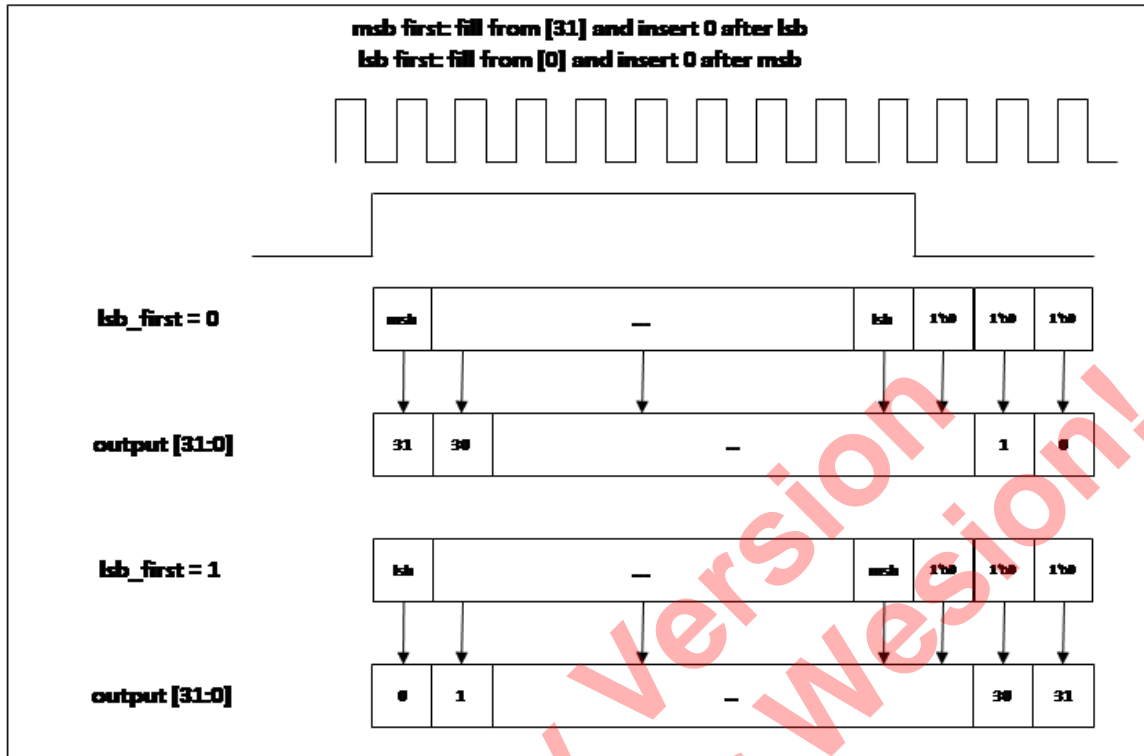 msb first: fill from [31] and insert 0 after lsb
lsb first: fill from [0] and insert 0 after msb
lsb_first = 0
msb ... lsb 1'b0 1'b0 1'b0
output [31:0]
31 30 ... 1 0
lsb_first = 1
lsb ... msb 1'b0 1'b0 1'b0
output [31:0]
0 1 ... 30 31
Version
Wesion!